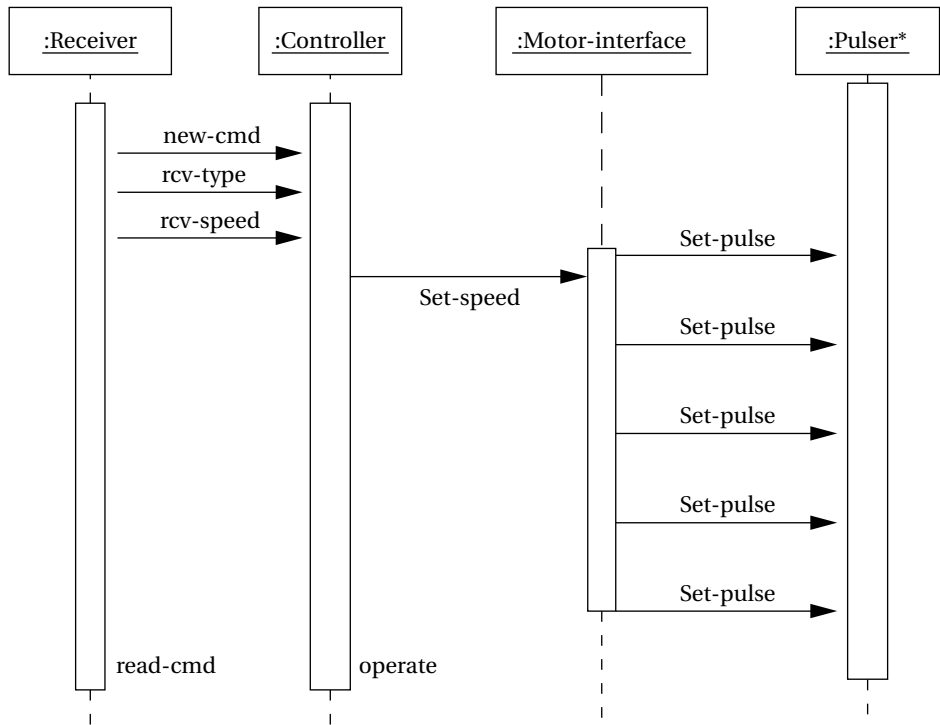 :Receiver
:Controller
:Motor-interface
:Pulser*
new-cmd
rcv-type
rcv-speed
Set-pulse
Set-speed
Set-pulse
Set-pulse
Set-pulse
Set-pulse
read-cmd
operate